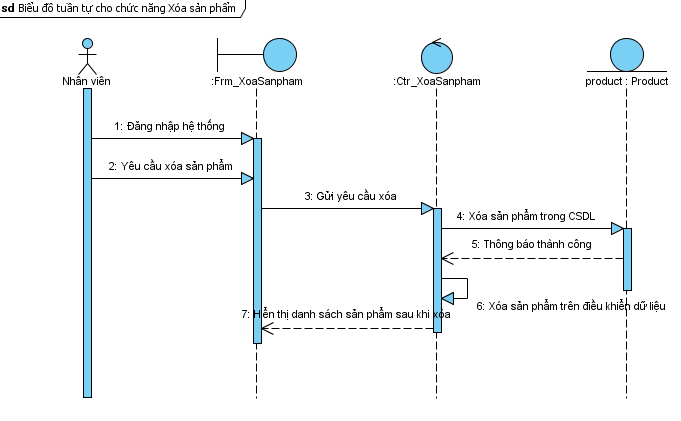 sd Biểu đồ tuần tự cho chức năng Xóa sản phẩm
Nhân viên
:Frm_XoaSanpham
:Ctr_XoaSanpham
product : Product
1: Đăng nhập hệ thống
2: Yêu cầu xóa sản phẩm
3: Gửi yêu cầu xóa
4: Xóa sản phẩm trong CSDL
5: Thông báo thành công
6: Xóa sản phẩm trên điều khiển dữ liệu
7: Hiển thị danh sách sản phẩm sau khi xóa